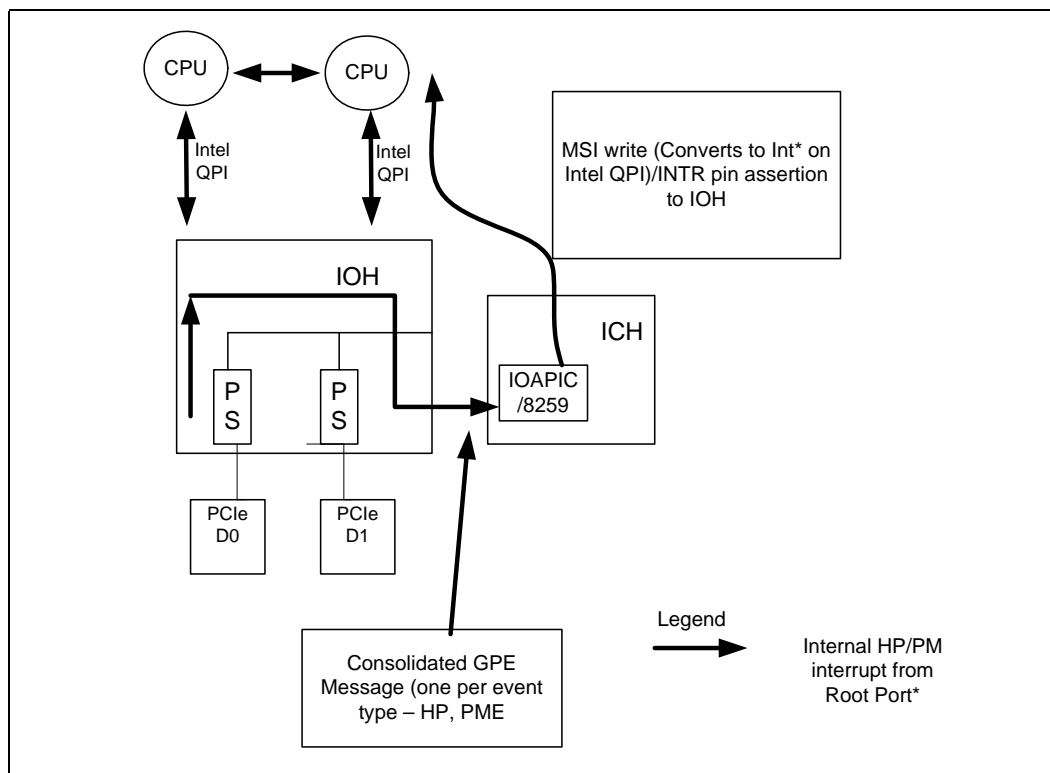 CPU
CPU
Intel
QPI
Intel
QPI
MSI write (Converts to Int* on
Intel QPI)/INTR pin assertion
to IOH
IOH
ICH
P
S
P
S
IOAPIC
/8259
PCIe
D0
PCIe
D1
Consolidated GPE
Message (one per event
type – HP, PME
Legend
Internal HP/PM
interrupt from
Root Port*